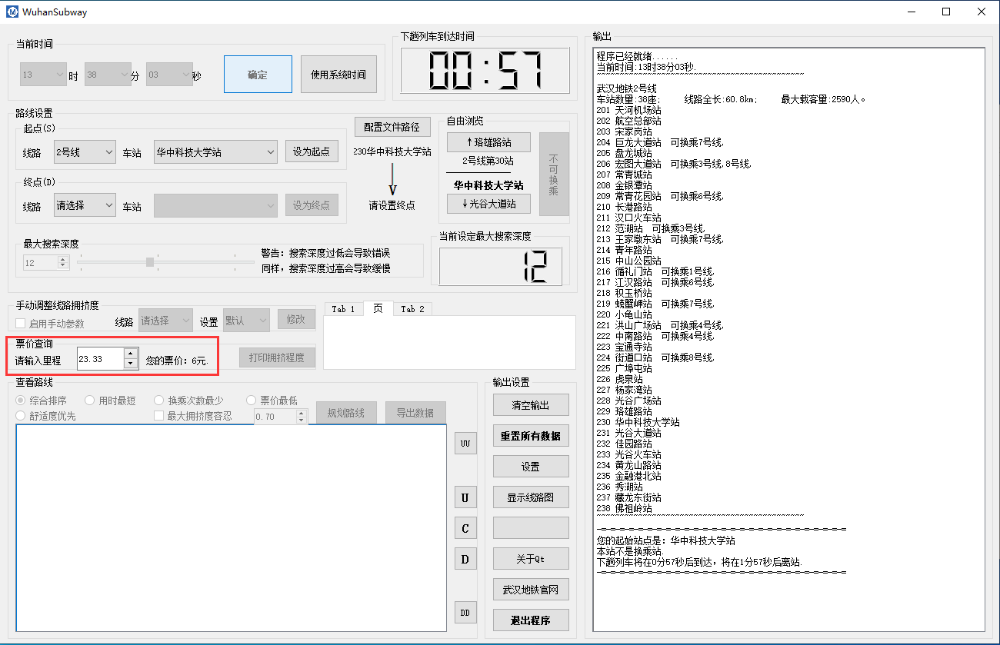 WuhanSubway
当前时间
13 时 38 分 03 秒
确定
使用系统时间
下趟列车到达时间
00:57
路线设置
起点(S)
线路 2号线 车站 华中科技大学站 设为起点
终点(D)
线路 请选择 车站 设为终点
配置文件路径
230华中科技大学站
V
请设置终点
自由浏览
↑珞雄路站
2号线第30站
华中科技大学站
↓光谷大道站
不可换乘
最大搜索深度
12
警告: 搜索深度过低会导致错误
同样，搜索深度过高会导致缓慢
当前设定最大搜索深度
12
手动调整线路拥挤度
启用手动参数 线路 请选择 设置 默认 修改
票价查询
请输入里程 23.33 您的票价: 6元.
打印拥挤程度
Tab 1 页 Tab 2
查看路线
综合排序 用时最短 换乘次数最少 票价最低
舒适度优先 最大拥挤度容忍 0.70
规划路线 导出数据
W
U
C
D
DD
输出设置
清空输出
重置所有数据
设置
显示线路图
关于Qt
武汉地铁官网
退出程序
输出
程序已经就绪......
当前时间:13时38分03秒.
~~~~~~~~~~~~~~~~~~~~~~~~~~~~~~~~~~~~~~~~~~~~~
武汉地铁2号线
车站数量:38座; 线路全长:60.8km; 最大载客量:2590人。
201 天河机场站
202 航空总部站
203 宋家岗站
204 巨龙大道站 可换乘7号线,
205 盘龙城站
206 宏图大道站 可换乘3号线,8号线,
207 常青城站
208 金银潭站
209 常青花园站 可换乘6号线,
210 长港路站
211 汉口火车站
212 范湖站 可换乘3号线,
213 王家墩东站 可换乘7号线,
214 青年路站
215 中山公园站
216 循礼门站 可换乘1号线,
217 江汉路站 可换乘6号线,
218 积玉桥站
219 螃蟹岬站 可换乘7号线,
220 小龟山站
221 洪山广场站 可换乘4号线,
222 中南路站 可换乘4号线,
223 宝通寺站
224 街道口站 可换乘8号线,
225 广埠屯站
226 虎泉站
227 杨家湾站
228 光谷广场站
229 珞雄路站
230 华中科技大学站
231 光谷大道站
232 佳园路站
233 光谷火车站
234 黄龙山路站
235 金融港北站
236 秀湖站
237 藏龙东街站
238 佛祖岭站
~~~~~~~~~~~~~~~~~~~~~~~~~~~~~~~~~~~~~~~~~~~~~
-=-=-=-=-=-=-=-=-=-=-=-=-=-=-=-=-=-=-=-=-=-=-=-=-=-=-=
您的起始站点是: 华中科技大学站
本站不是换乘站.
下趟列车将在0分57秒后到达，将在1分57秒后离站.
-=-=-=-=-=-=-=-=-=-=-=-=-=-=-=-=-=-=-=-=-=-=-=-=-=-=-=